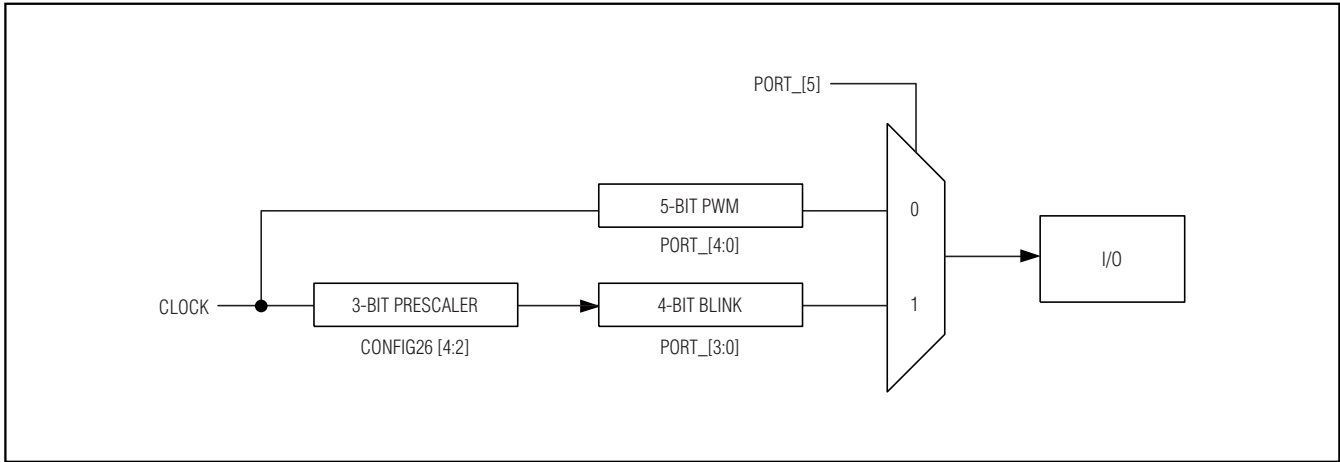 PORT_[5]
5-BIT PWM
0
PORT_[4:0]
I/O
CLOCK
3-BIT PRESCALER
4-BIT BLINK
1
CONFIG26 [4:2]
PORT_[3:0]